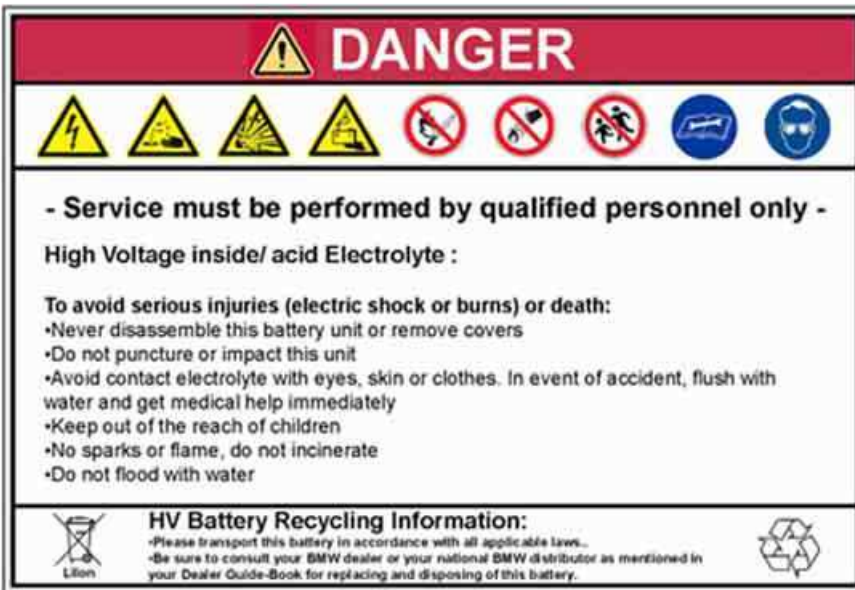 DANGER
- Service must be performed by qualified personnel only -
High Voltage inside/ acid Electrolyte :
To avoid serious injuries (electric shock or burns) or death:
•Never disassemble this battery unit or remove covers
•Do not puncture or impact this unit
•Avoid contact electrolyte with eyes, skin or clothes. In event of accident, flush with
water and get medical help immediately
•Keep out of the reach of children
•No sparks or flame, do not incinerate
•Do not flood with water
HV Battery Recycling Information:
•Please transport this battery in accordance with all applicable laws..
•Be sure to consult your BMW dealer or your national BMW distributor as mentioned in
your Dealer Guide-Book for replacing and disposing of this battery.
LiIon